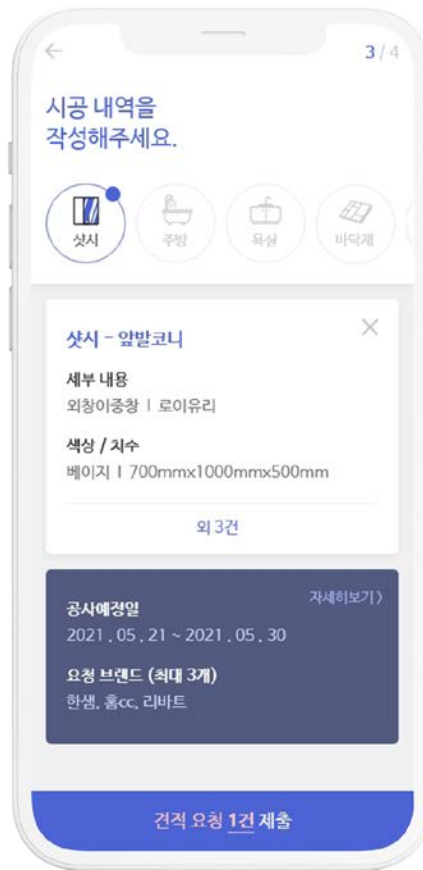 3 / 4
시공 내역을
작성해주세요.
샷시
주방
욕실
바닥재
샷시 - 앞발코니
세부 내용
외창이중창 | 로이유리
색상 / 치수
베이지 | 700mmx1000mmx500mm
외 3건
자세히보기 >
공사예정일
2021 . 05 . 21 ~ 2021 . 05 . 30
요청 브랜드 (최대 3개)
한샘, 홈cc, 리바트
견적 요청 1건 제출